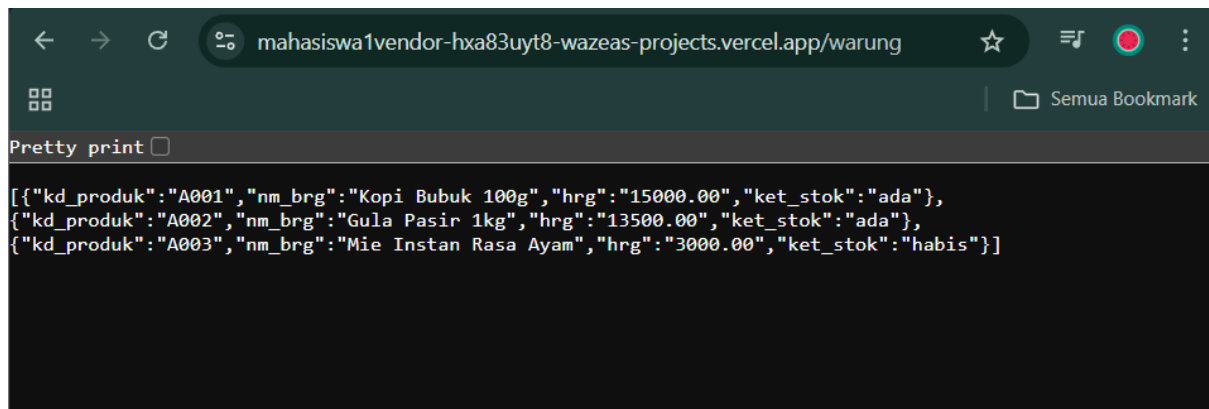 mahasiswa1vendor-hxa83uyt8-wazeas-projects.vercel.app/warung
Semua Bookmark
Pretty print
[{"kd_produk":"A001","nm_brg":"Kopi Bubuk 100g","hrg":"15000.00","ket_stok":"ada"},
{"kd_produk":"A002","nm_brg":"Gula Pasir 1kg","hrg":"13500.00","ket_stok":"ada"},
{"kd_produk":"A003","nm_brg":"Mie Instan Rasa Ayam","hrg":"3000.00","ket_stok":"habis"}]